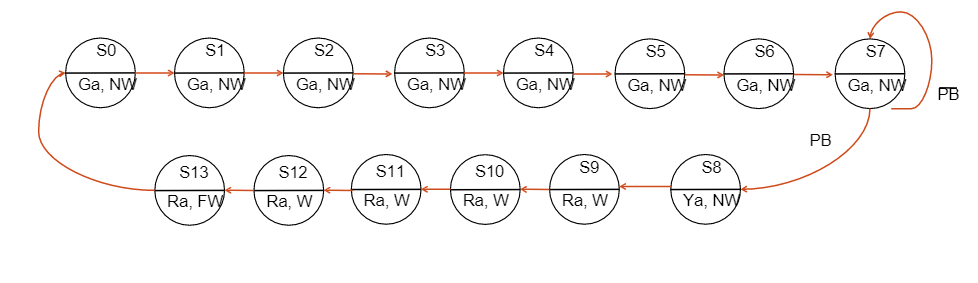 S0
Ga, NW
S1
Ga, NW
S2
Ga, NW
S3
Ga, NW
S4
Ga, NW
S5
Ga, NW
S6
Ga, NW
S7
Ga, NW
P̅B̅
PB
S13
Ra, FW
S12
Ra, W
S11
Ra, W
S10
Ra, W
S9
Ra, W
S8
Ya, NW